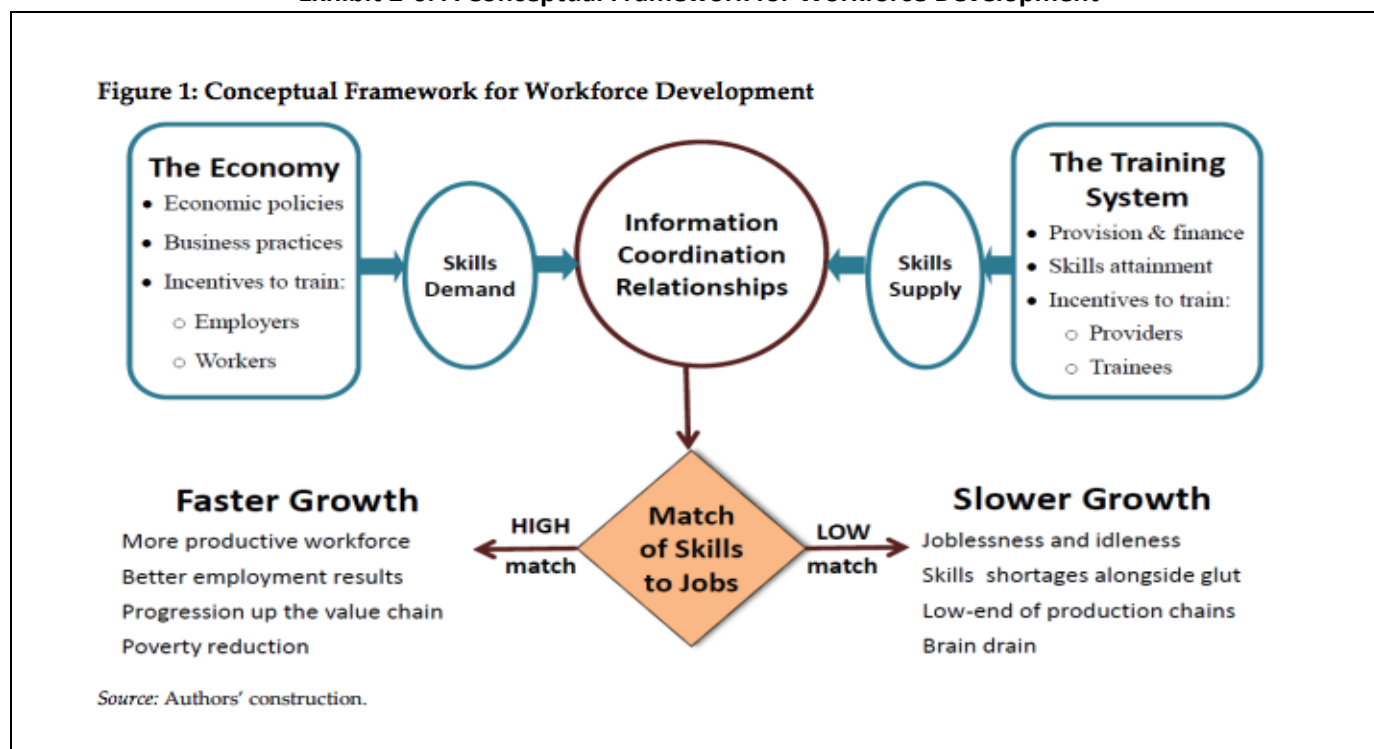 Figure 1: Conceptual Framework for Workforce Development
The Economy
• Economic policies
• Business practices
• Incentives to train:
○ Employers
○ Workers
Skills
Demand
Information
Coordination
Relationships
Skills
Supply
The Training
System
• Provision & finance
• Skills attainment
• Incentives to train:
○ Providers
○ Trainees
Faster Growth
More productive workforce
Better employment results
Progression up the value chain
Poverty reduction
HIGH
match
Match
of Skills
to Jobs
LOW
match
Slower Growth
Joblessness and idleness
Skills shortages alongside glut
Low-end of production chains
Brain drain
Source: Authors' construction.